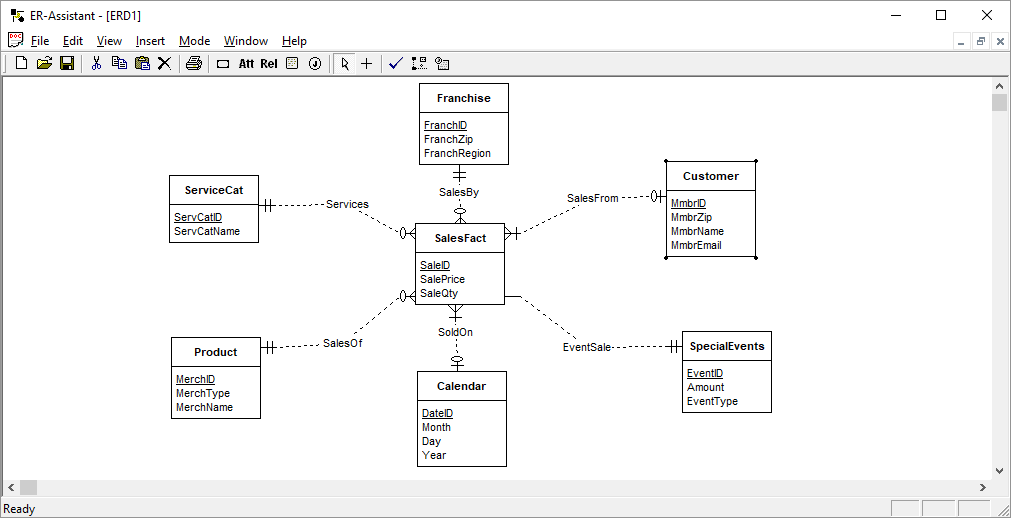 ER-Assistant - [ERD1]
File Edit View Insert Mode Window Help
Att Rel
Franchise
FranchID
FranchZip
FranchRegion
ServiceCat
ServCatID
ServCatName
Customer
MmbrID
MmbrZip
MmbrName
MmbrEmail
SalesBy
Services
SalesFrom
SalesFact
SaleID
SalePrice
SaleQty
SalesOf
SoldOn
EventSale
Product
MerchID
MerchType
MerchName
Calendar
DateID
Month
Day
Year
SpecialEvents
EventID
Amount
EventType
Ready